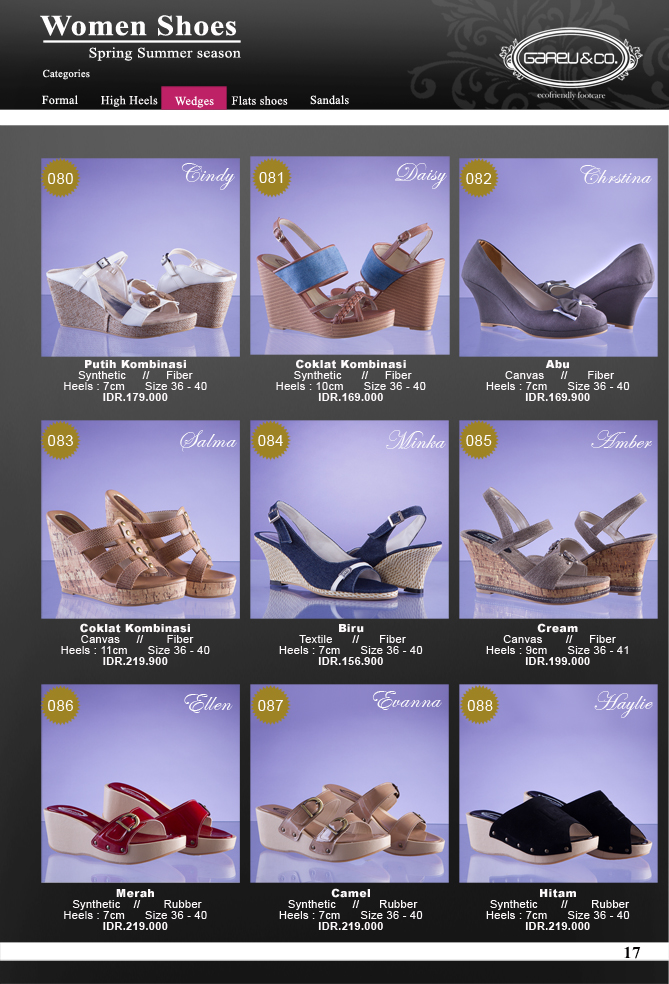 Women Shoes
Spring Summer season
Categories
Formal High Heels Wedges Flats shoes Sandals
GAREU & CO.
ecofriendly footcare
080 Cindy
Putih Kombinasi
Synthetic // Fiber
Heels : 7cm Size 36 - 40
IDR.179.000
081 Daisy
Coklat Kombinasi
Synthetic // Fiber
Heels : 10cm Size 36 - 40
IDR.169.000
082 Chrstina
Abu
Canvas // Fiber
Heels : 7cm Size 36 - 40
IDR.169.900
083 Salma
Coklat Kombinasi
Canvas // Fiber
Heels : 11cm Size 36 - 40
IDR.219.900
084 Minka
Biru
Textile // Fiber
Heels : 7cm Size 36 - 40
IDR.156.900
085 Amber
Cream
Canvas // Fiber
Heels : 9cm Size 36 - 41
IDR.199.000
086 Ellen
Merah
Synthetic // Rubber
Heels : 7cm Size 36 - 40
IDR.219.000
087 Evanna
Camel
Synthetic // Rubber
Heels : 7cm Size 36 - 40
IDR.219.000
088 Haylie
Hitam
Synthetic // Rubber
Heels : 7cm Size 36 - 40
IDR.219.000
17